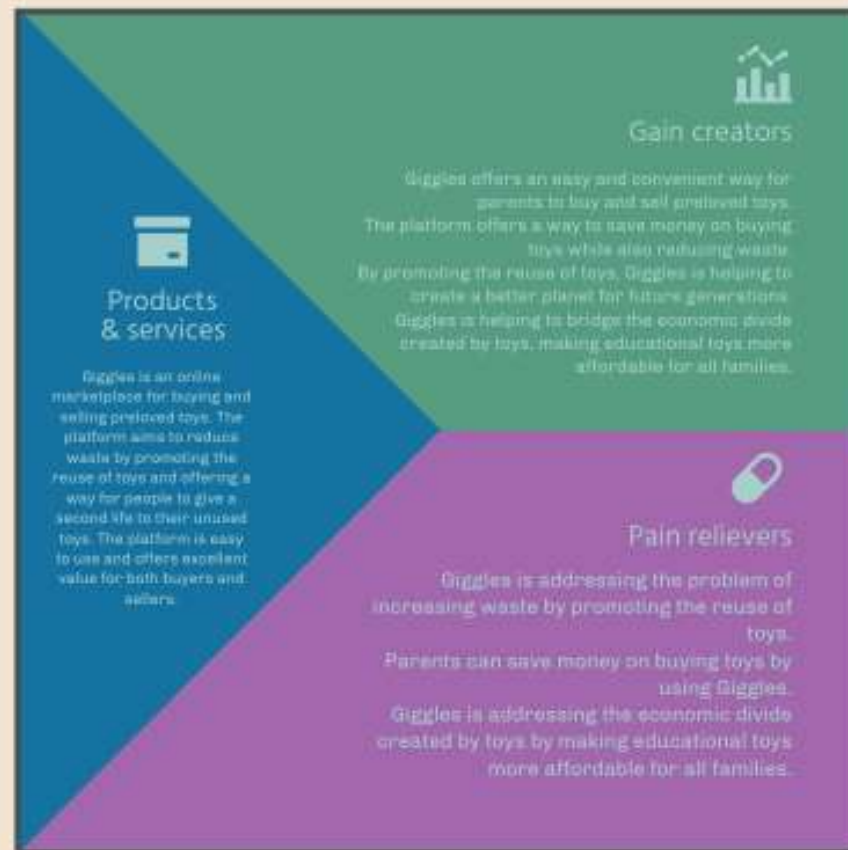 Gain creators
Giggles offers an easy and convenient way for
parents to buy and sell preloved toys.
The platform offers a way to save money on buying
toys while also reducing waste.
By promoting the reuse of toys, Giggles is helping to
create a better planet for future generations.
Giggles is helping to bridge the economic divide
created by toys, making educational toys more
affordable for all families.
Products
& services
Giggles is an online
marketplace for buying and
selling preloved toys. The
platform aims to reduce
waste by promoting the
reuse of toys and offering a
way for people to give a
second life to their unused
toys. The platform is easy
to use and offers excellent
value for both buyers and
sellers.
Pain relievers
Giggles is addressing the problem of
increasing waste by promoting the reuse of
toys.
Parents can save money on buying toys by
using Giggles.
Giggles is addressing the economic divide
created by toys by making educational toys
more affordable for all families.